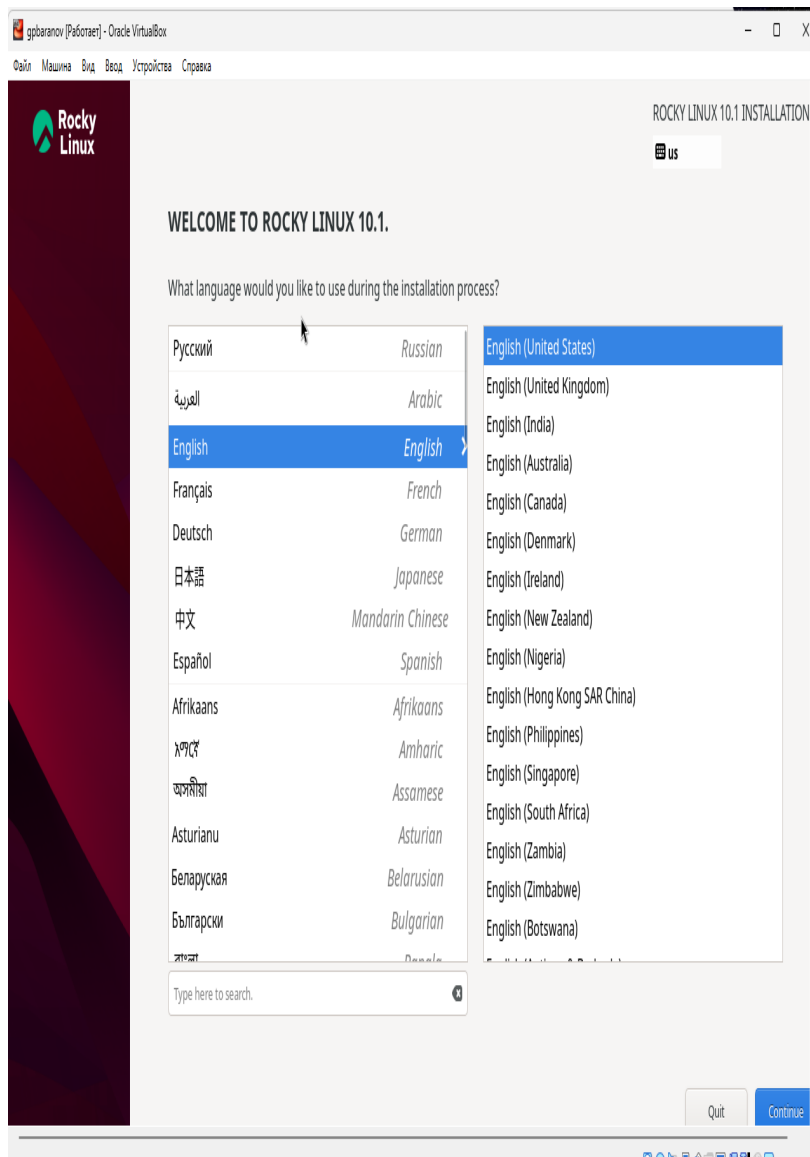 gpbaranov [Работает] - Oracle VirtualBox
Файл Машина Вид Ввод Устройства Справка
Rocky
Linux
ROCKY LINUX 10.1 INSTALLATION
us
WELCOME TO ROCKY LINUX 10.1.
What language would you like to use during the installation process?
Русский Russian
العربية Arabic
English English
Français French
Deutsch German
日本語 Japanese
中文 Mandarin Chinese
Español Spanish
Afrikaans Afrikaans
አማርኛ Amharic
অসমীয়া Assamese
Asturianu Asturian
Беларуская Belarusian
Български Bulgarian
English (United States)
English (United Kingdom)
English (India)
English (Australia)
English (Canada)
English (Denmark)
English (Ireland)
English (New Zealand)
English (Nigeria)
English (Hong Kong SAR China)
English (Philippines)
English (Singapore)
English (South Africa)
English (Zambia)
English (Zimbabwe)
English (Botswana)
Type here to search.
Quit Continue